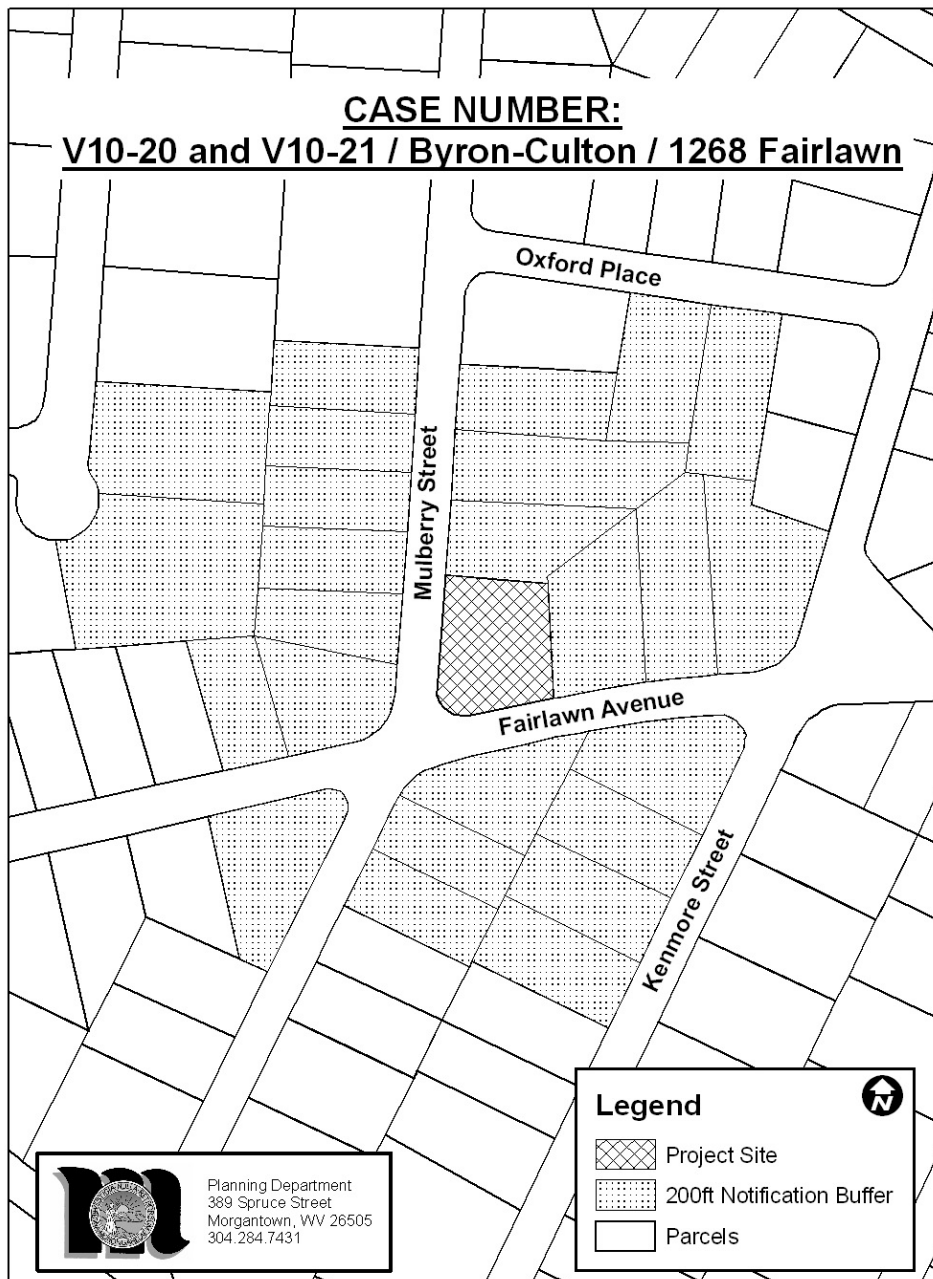 CASE NUMBER:
V10-20 and V10-21 / Byron-Culton / 1268 Fairlawn
Oxford Place
Mulberry Street
Fairlawn Avenue
Kenmore Street
Legend
N
Project Site
200ft Notification Buffer
Parcels
m
Planning Department
389 Spruce Street
Morgantown, WV 26505
304.284.7431